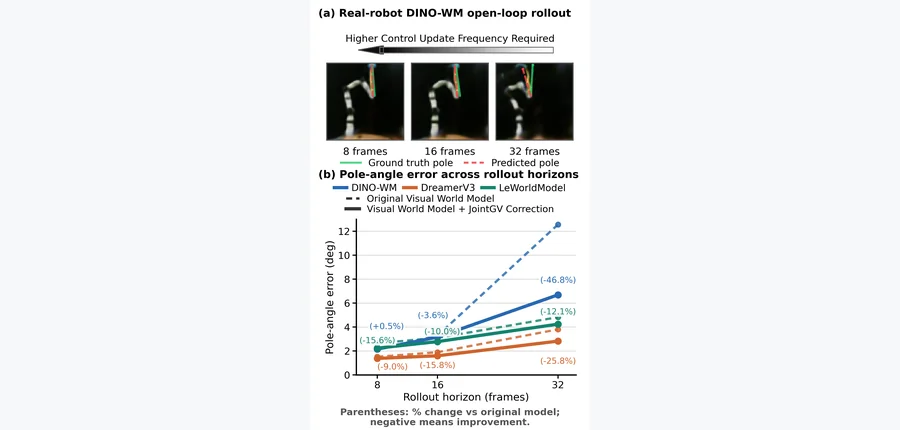 (a) Real-robot DINO-WM open-loop rollout
Higher Control Update Frequency Required
8 frames 16 frames 32 frames
Ground truth pole Predicted pole
(b) Pole-angle error across rollout horizons
DINO-WM DreamerV3 LeWorldModel
Original Visual World Model
Visual World Model + JointGV Correction
Pole-angle error (deg)
12
10
8
6
4
2
0
(-46.8%)
(-12.1%)
(-3.6%)
(+0.5%)
(-10.0%)
(-15.6%)
(-9.0%)
(-15.8%)
(-25.8%)
8 16 32
Rollout horizon (frames)
Parentheses: % change vs original model;
negative means improvement.